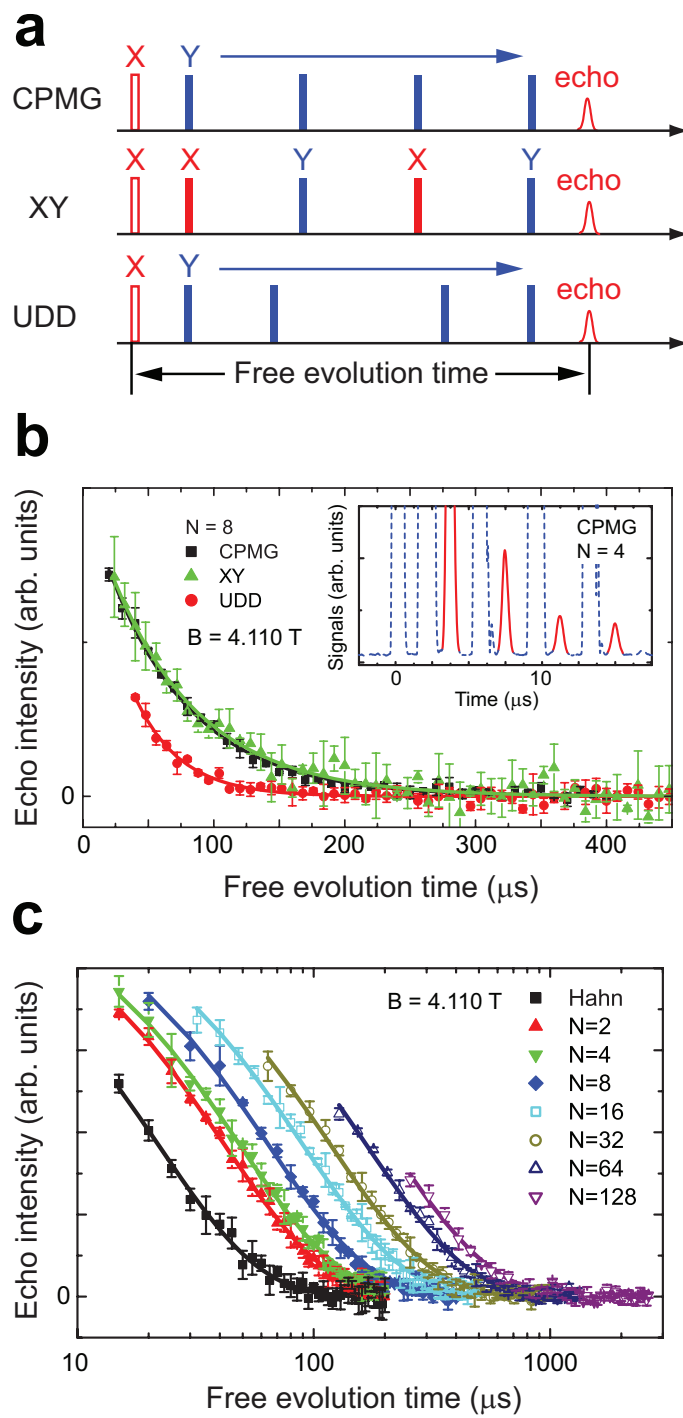 a
X Y
CPMG echo
X X Y X Y
XY echo
X Y
UDD echo
Free evolution time
b
Echo intensity (arb. units)
N = 8
CPMG
XY
UDD
B = 4.110 T
Signals (arb. units)
CPMG
N = 4
0 10
Time (μs)
0
0 100 200 300 400
Free evolution time (μs)
c
Echo intensity (arb. units)
B = 4.110 T
Hahn
N=2
N=4
N=8
N=16
N=32
N=64
N=128
0
10 100 1000
Free evolution time (μs)